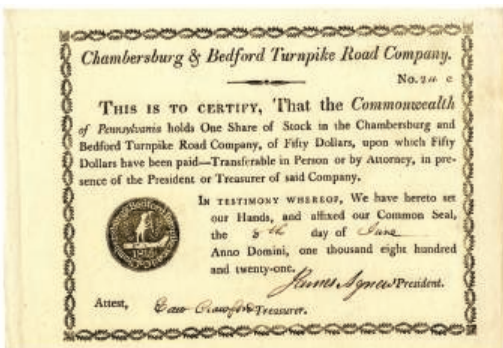 Chambersburg & Bedford Turnpike Road Company.
No. 
THIS IS TO CERTIFY, That the Commonwealth
of Pennsylvania holds One Share of Stock in the Chambersburg and
Bedford Turnpike Road Company, of Fifty Dollars, upon which Fifty
Dollars have been paid—Transferable in Person or by Attorney, in pre-
sence of the President or Treasurer of said Company.
IN TESTIMONY WHEREOF, We have hereto set
our Hands, and affixed our Common Seal,
the 8th day of June
Anno Domini, one thousand eight hundred
and twenty-one.
James Agnew President.
Attest, Crawford Treasurer.